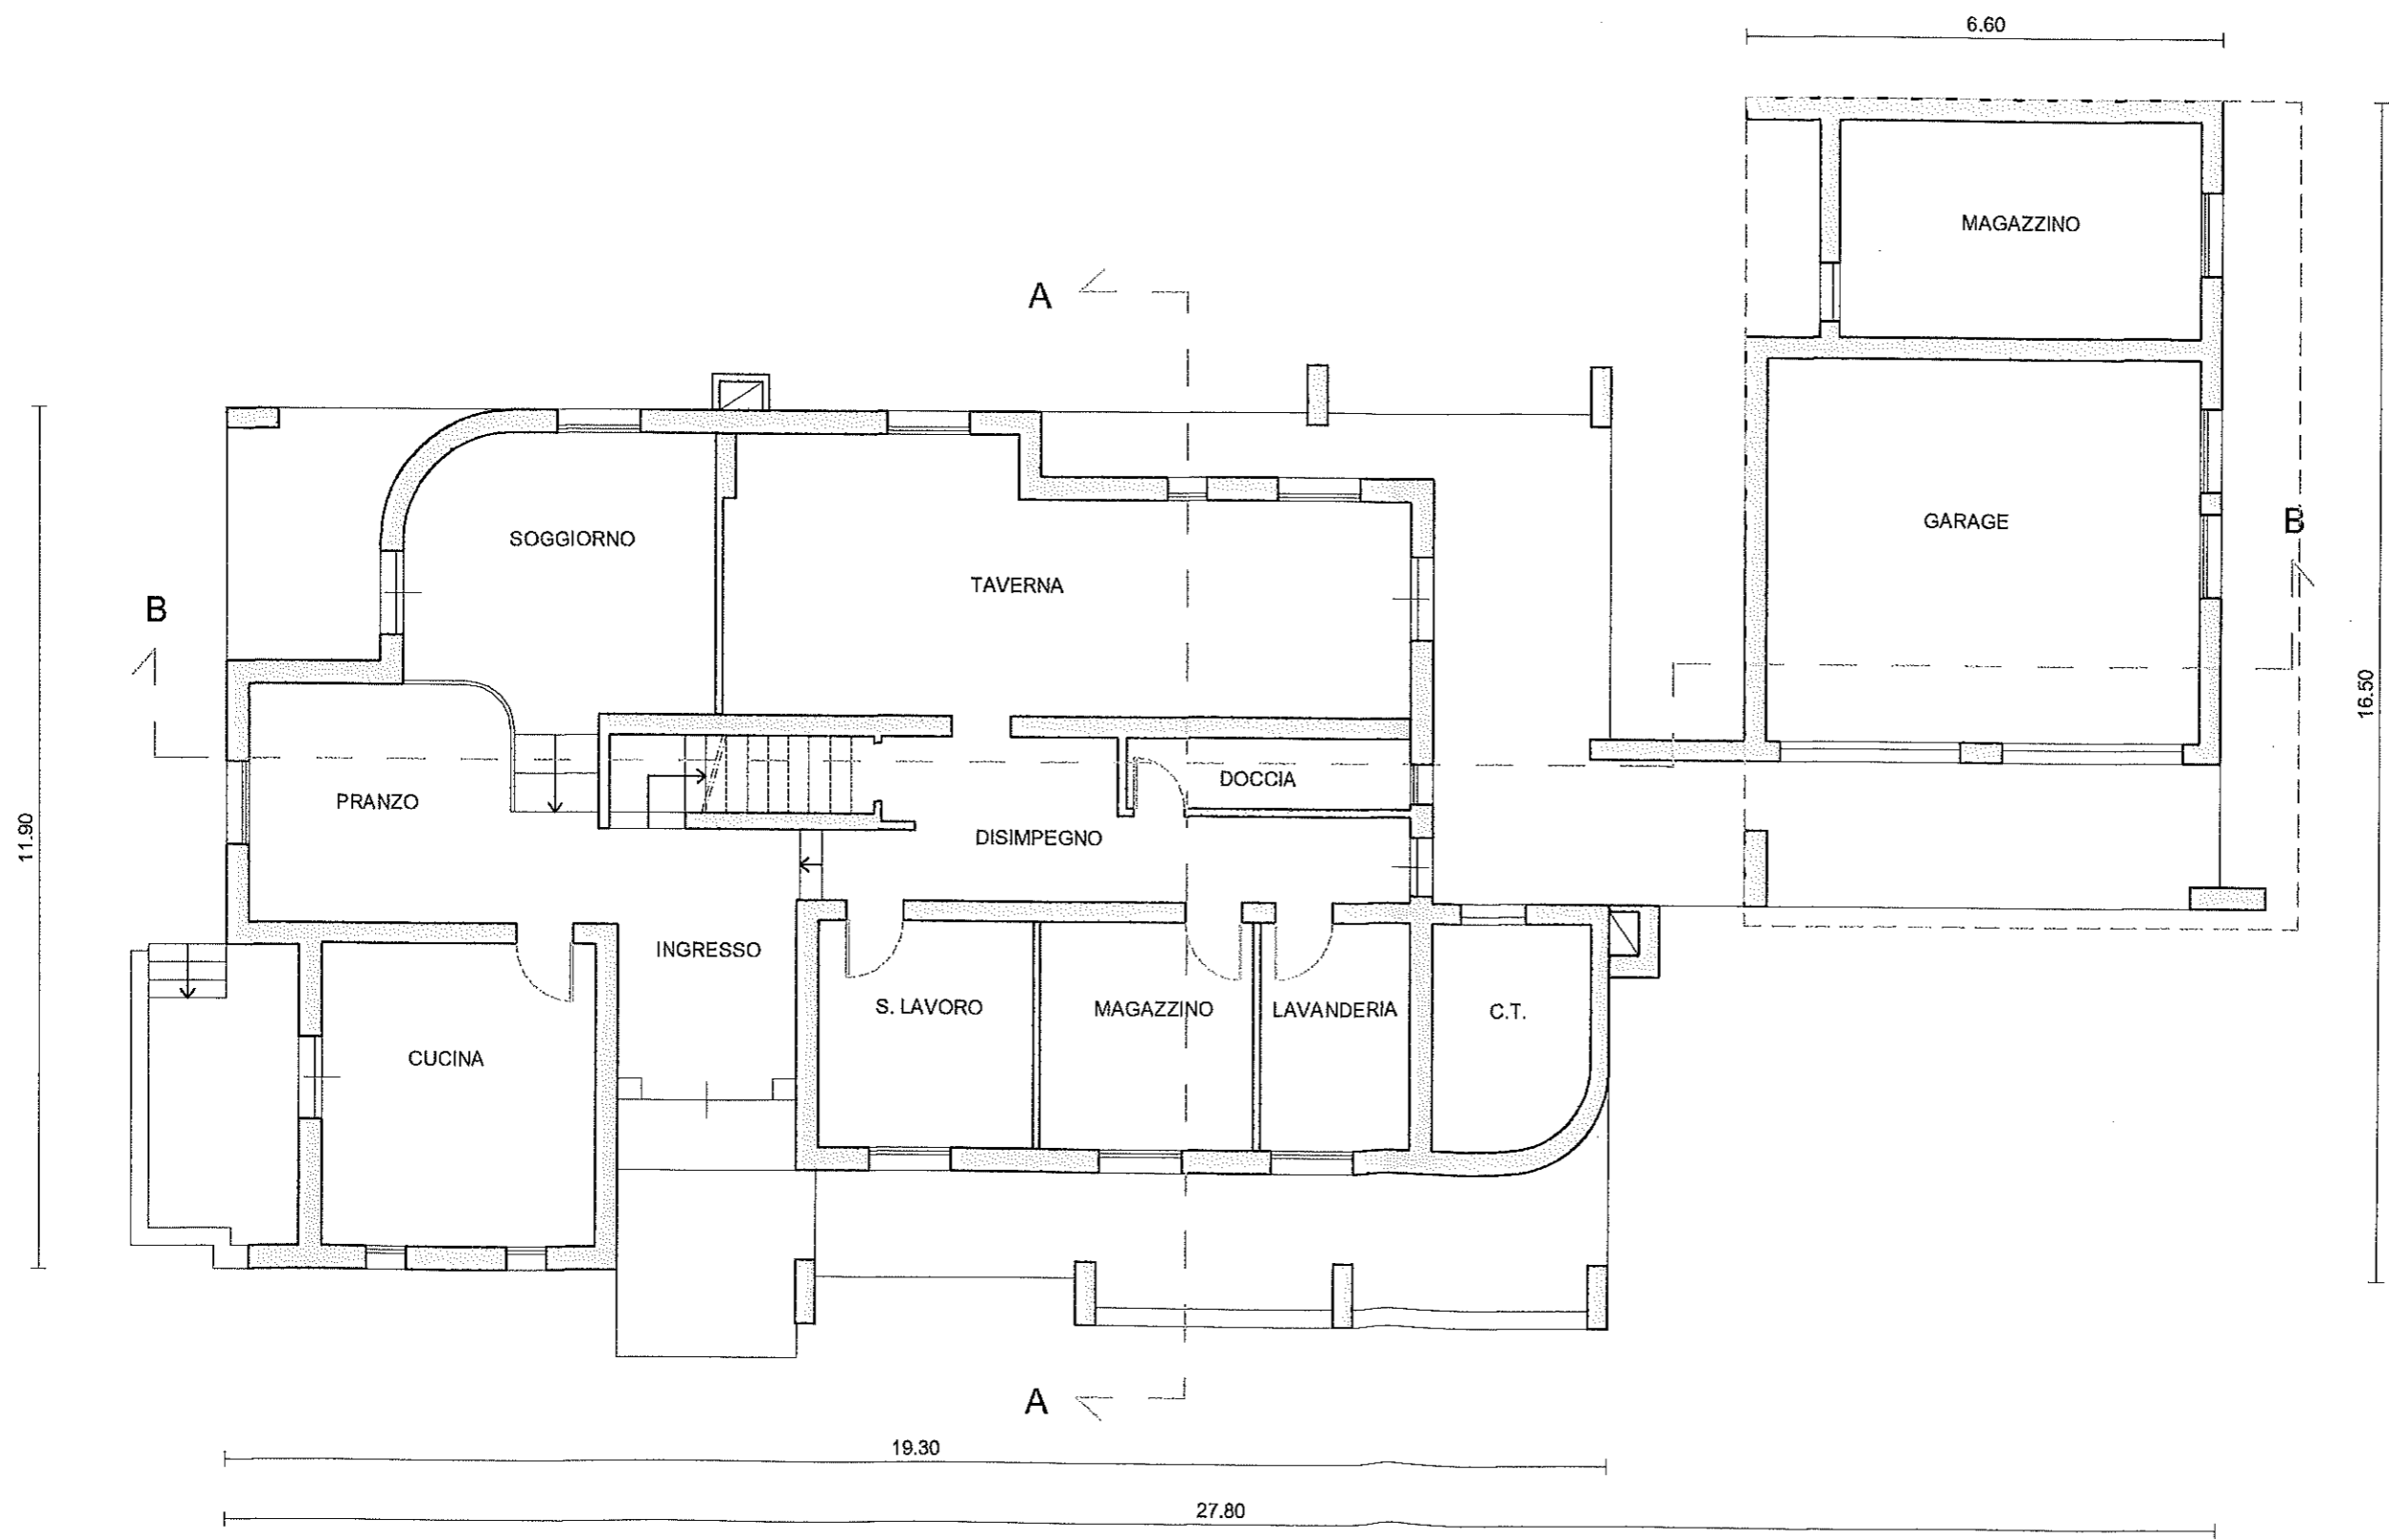 6.60
MAGAZZINO
A
SOGGIORNO
GARAGE
B
TAVERNA
B
16.50
DOCCIA
PRANZO
11.90
DISIMPEGNO
INGRESSO
S. LAVORO
MAGAZZINO
LAVANDERIA
C.T.
CUCINA
A
19.30
27.80